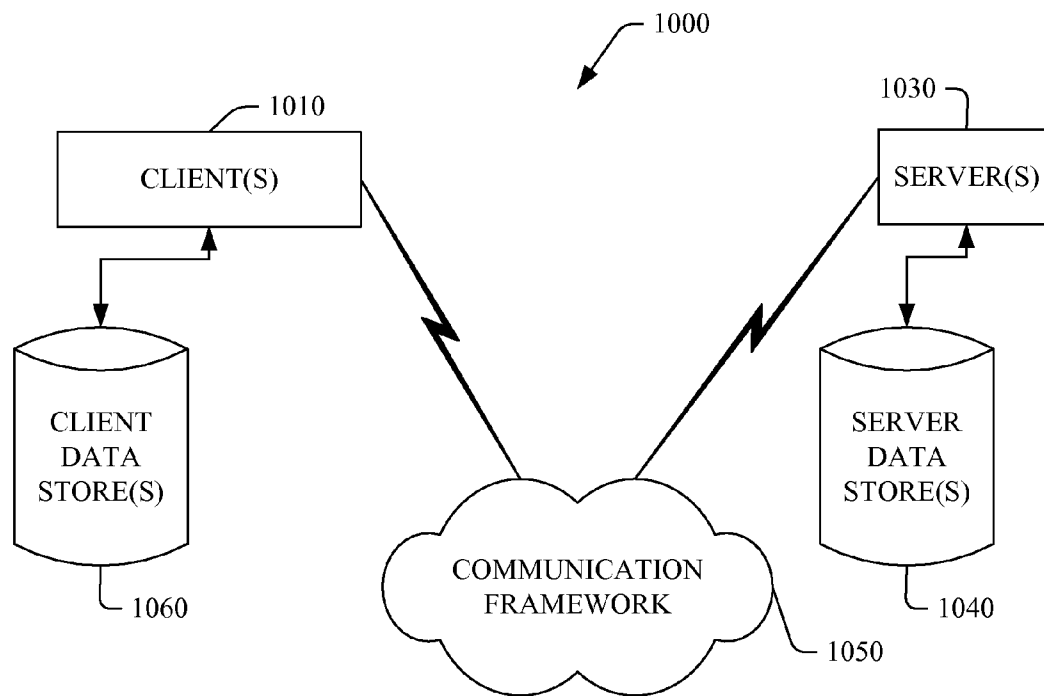 1000
1010
1030
CLIENT(S)
SERVER(S)
CLIENT
DATA
STORE(S)
SERVER
DATA
STORE(S)
COMMUNICATION
FRAMEWORK
1060
1040
1050